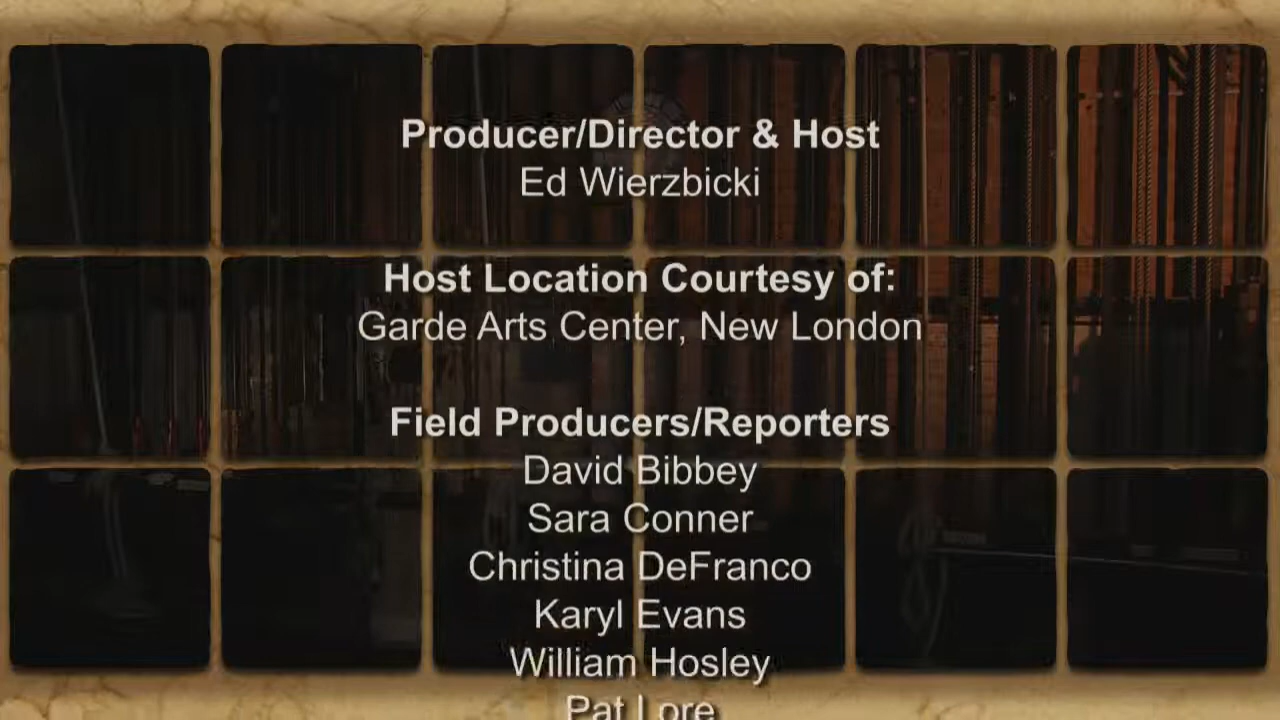 Producer/Director & Host
Ed Wierzbicki
Host Location Courtesy of:
Garde Arts Center, New London
Field Producers/Reporters
David Bibbey
Sara Conner
Christina DeFranco
Karyl Evans
William Hosley
Pat Lore